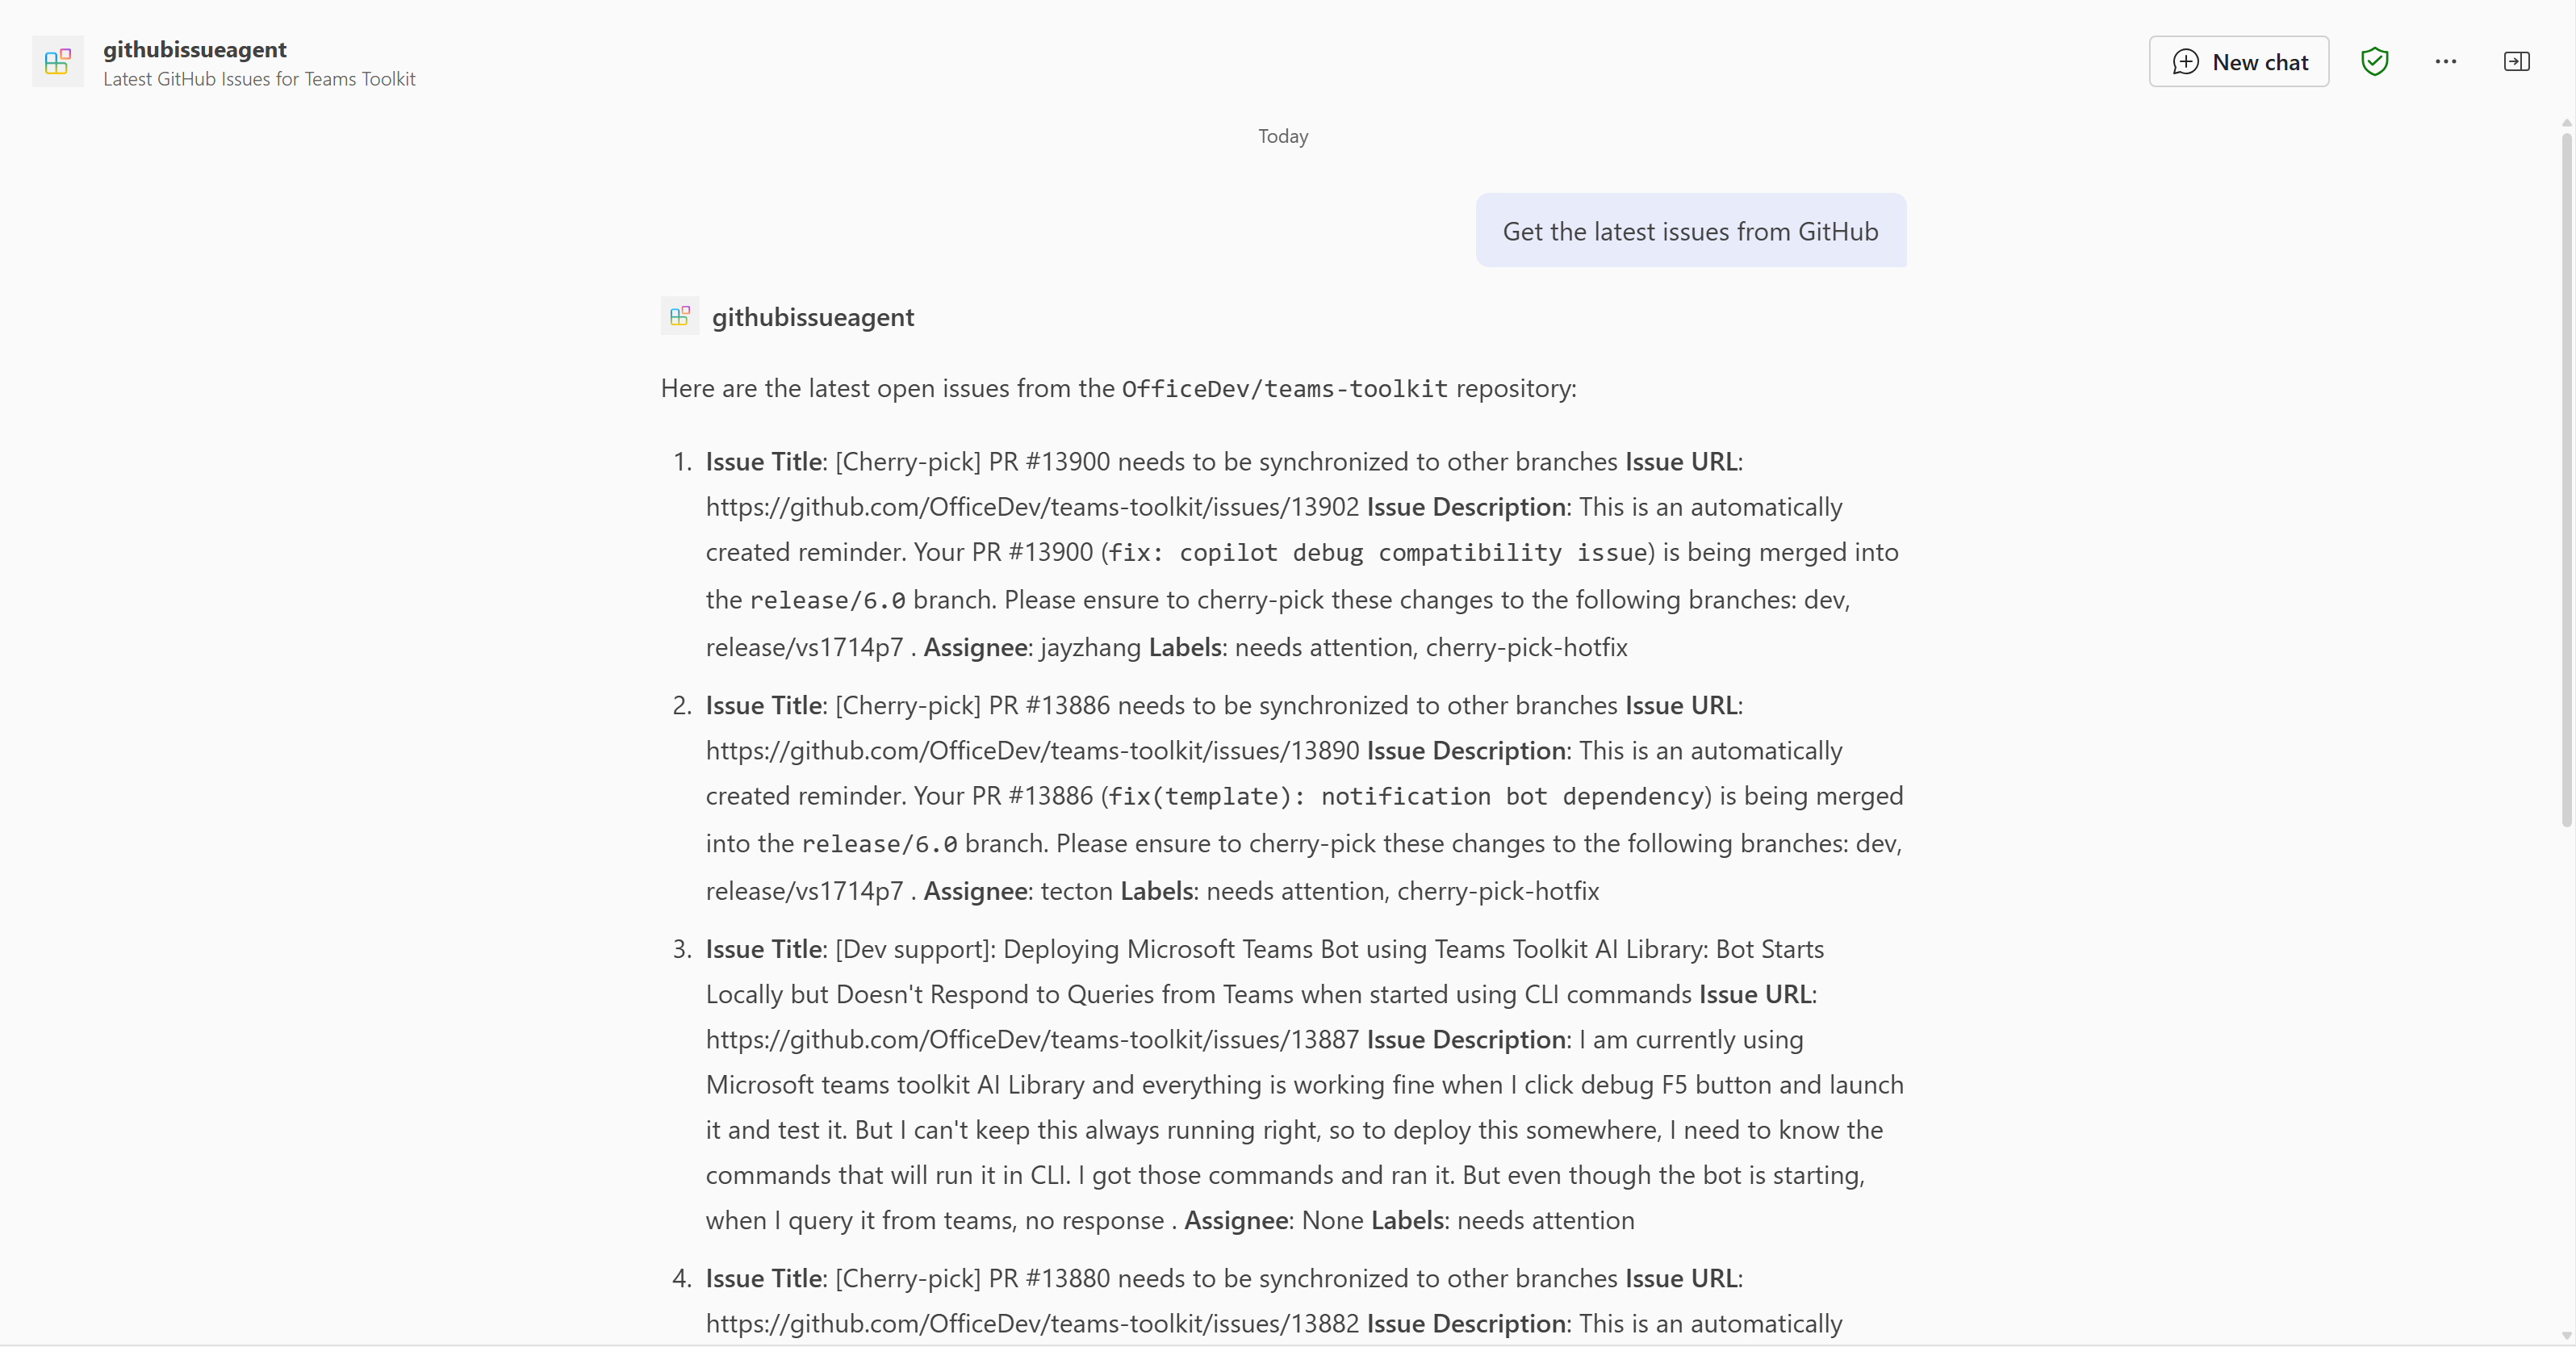 githubissueagent
Latest GitHub Issues for Teams Toolkit
New chat
Today
Get the latest issues from GitHub
githubissueagent
Here are the latest open issues from the OfficeDev/teams-toolkit repository:
1. Issue Title: [Cherry-pick] PR #13900 needs to be synchronized to other branches Issue URL:
https://github.com/OfficeDev/teams-toolkit/issues/13902 Issue Description: This is an automatically
created reminder. Your PR #13900 (fix: copilot debug compatibility issue) is being merged into
the release/6.0 branch. Please ensure to cherry-pick these changes to the following branches: dev,
release/vs1714p7 . Assignee: jayzhang Labels: needs attention, cherry-pick-hotfix
2. Issue Title: [Cherry-pick] PR #13886 needs to be synchronized to other branches Issue URL:
https://github.com/OfficeDev/teams-toolkit/issues/13890 Issue Description: This is an automatically
created reminder. Your PR #13886 (fix(template): notification bot dependency) is being merged
into the release/6.0 branch. Please ensure to cherry-pick these changes to the following branches: dev,
release/vs1714p7 . Assignee: tecton Labels: needs attention, cherry-pick-hotfix
3. Issue Title: [Dev support]: Deploying Microsoft Teams Bot using Teams Toolkit AI Library: Bot Starts
Locally but Doesn't Respond to Queries from Teams when started using CLI commands Issue URL:
https://github.com/OfficeDev/teams-toolkit/issues/13887 Issue Description: I am currently using
Microsoft teams toolkit AI Library and everything is working fine when I click debug F5 button and launch
it and test it. But I can't keep this always running right, so to deploy this somewhere, I need to know the
commands that will run it in CLI. I got those commands and ran it. But even though the bot is starting,
when I query it from teams, no response . Assignee: None Labels: needs attention
4. Issue Title: [Cherry-pick] PR #13880 needs to be synchronized to other branches Issue URL:
https://github.com/OfficeDev/teams-toolkit/issues/13882 Issue Description: This is an automatically